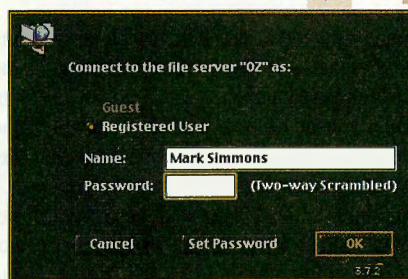 Connect to the file server "OZ" as:
Guest
Registered User
Name: Mark Simmons
Password: (Two-way Scrambled)
Cancel Set Password OK
3.7.2